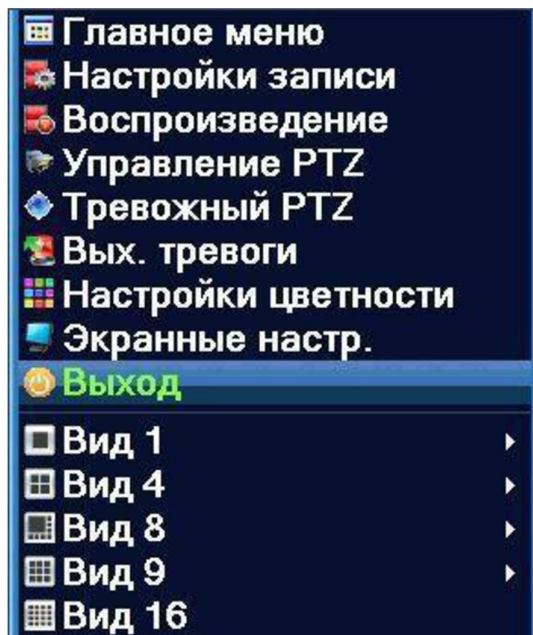 Главное меню
Настройки записи
Воспроизведение
Управление PTZ
Тревожный PTZ
Вых. тревоги
Настройки цветности
Экранные настр.
Выход
Вид 1
Вид 4
Вид 8
Вид 9
Вид 16